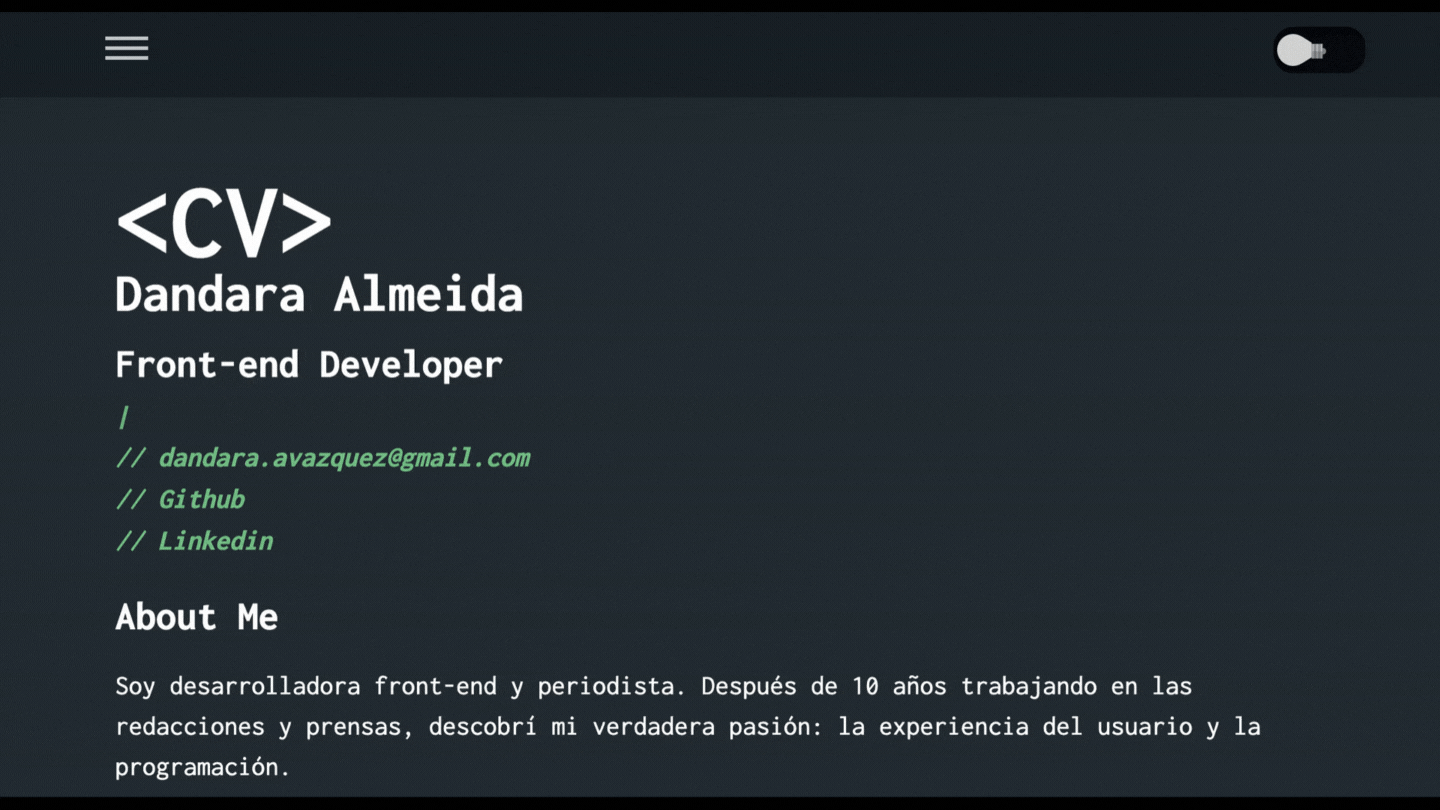 <CV>
Dandara Almeida
Front-end Developer
|
// dandara.avazquez@gmail.com
// Github
// Linkedin
About Me
Soy desarrolladora front-end y periodista. Después de 10 años trabajando en las
redacciones y prensas, descobrí mi verdadera pasión: la experiencia del usuario y la
programación.